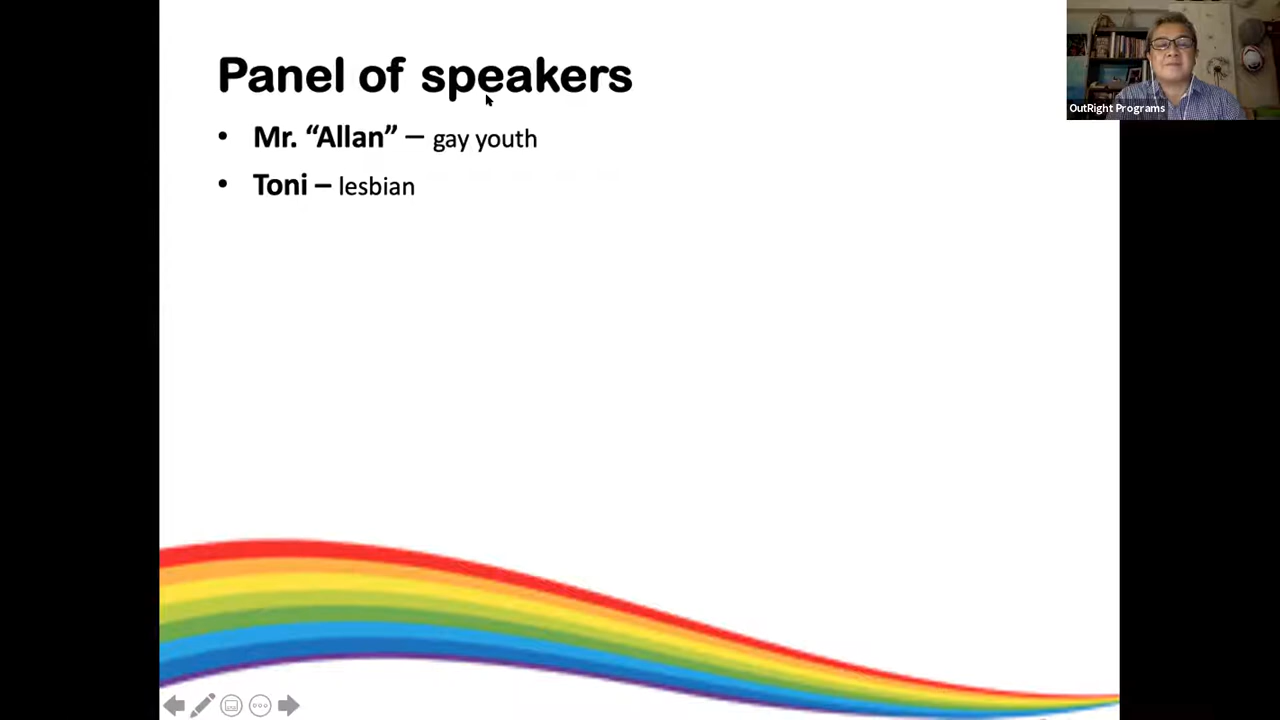 Panel of speakers
• Mr. “Allan” – gay youth
• Toni – lesbian
OutRight Programs